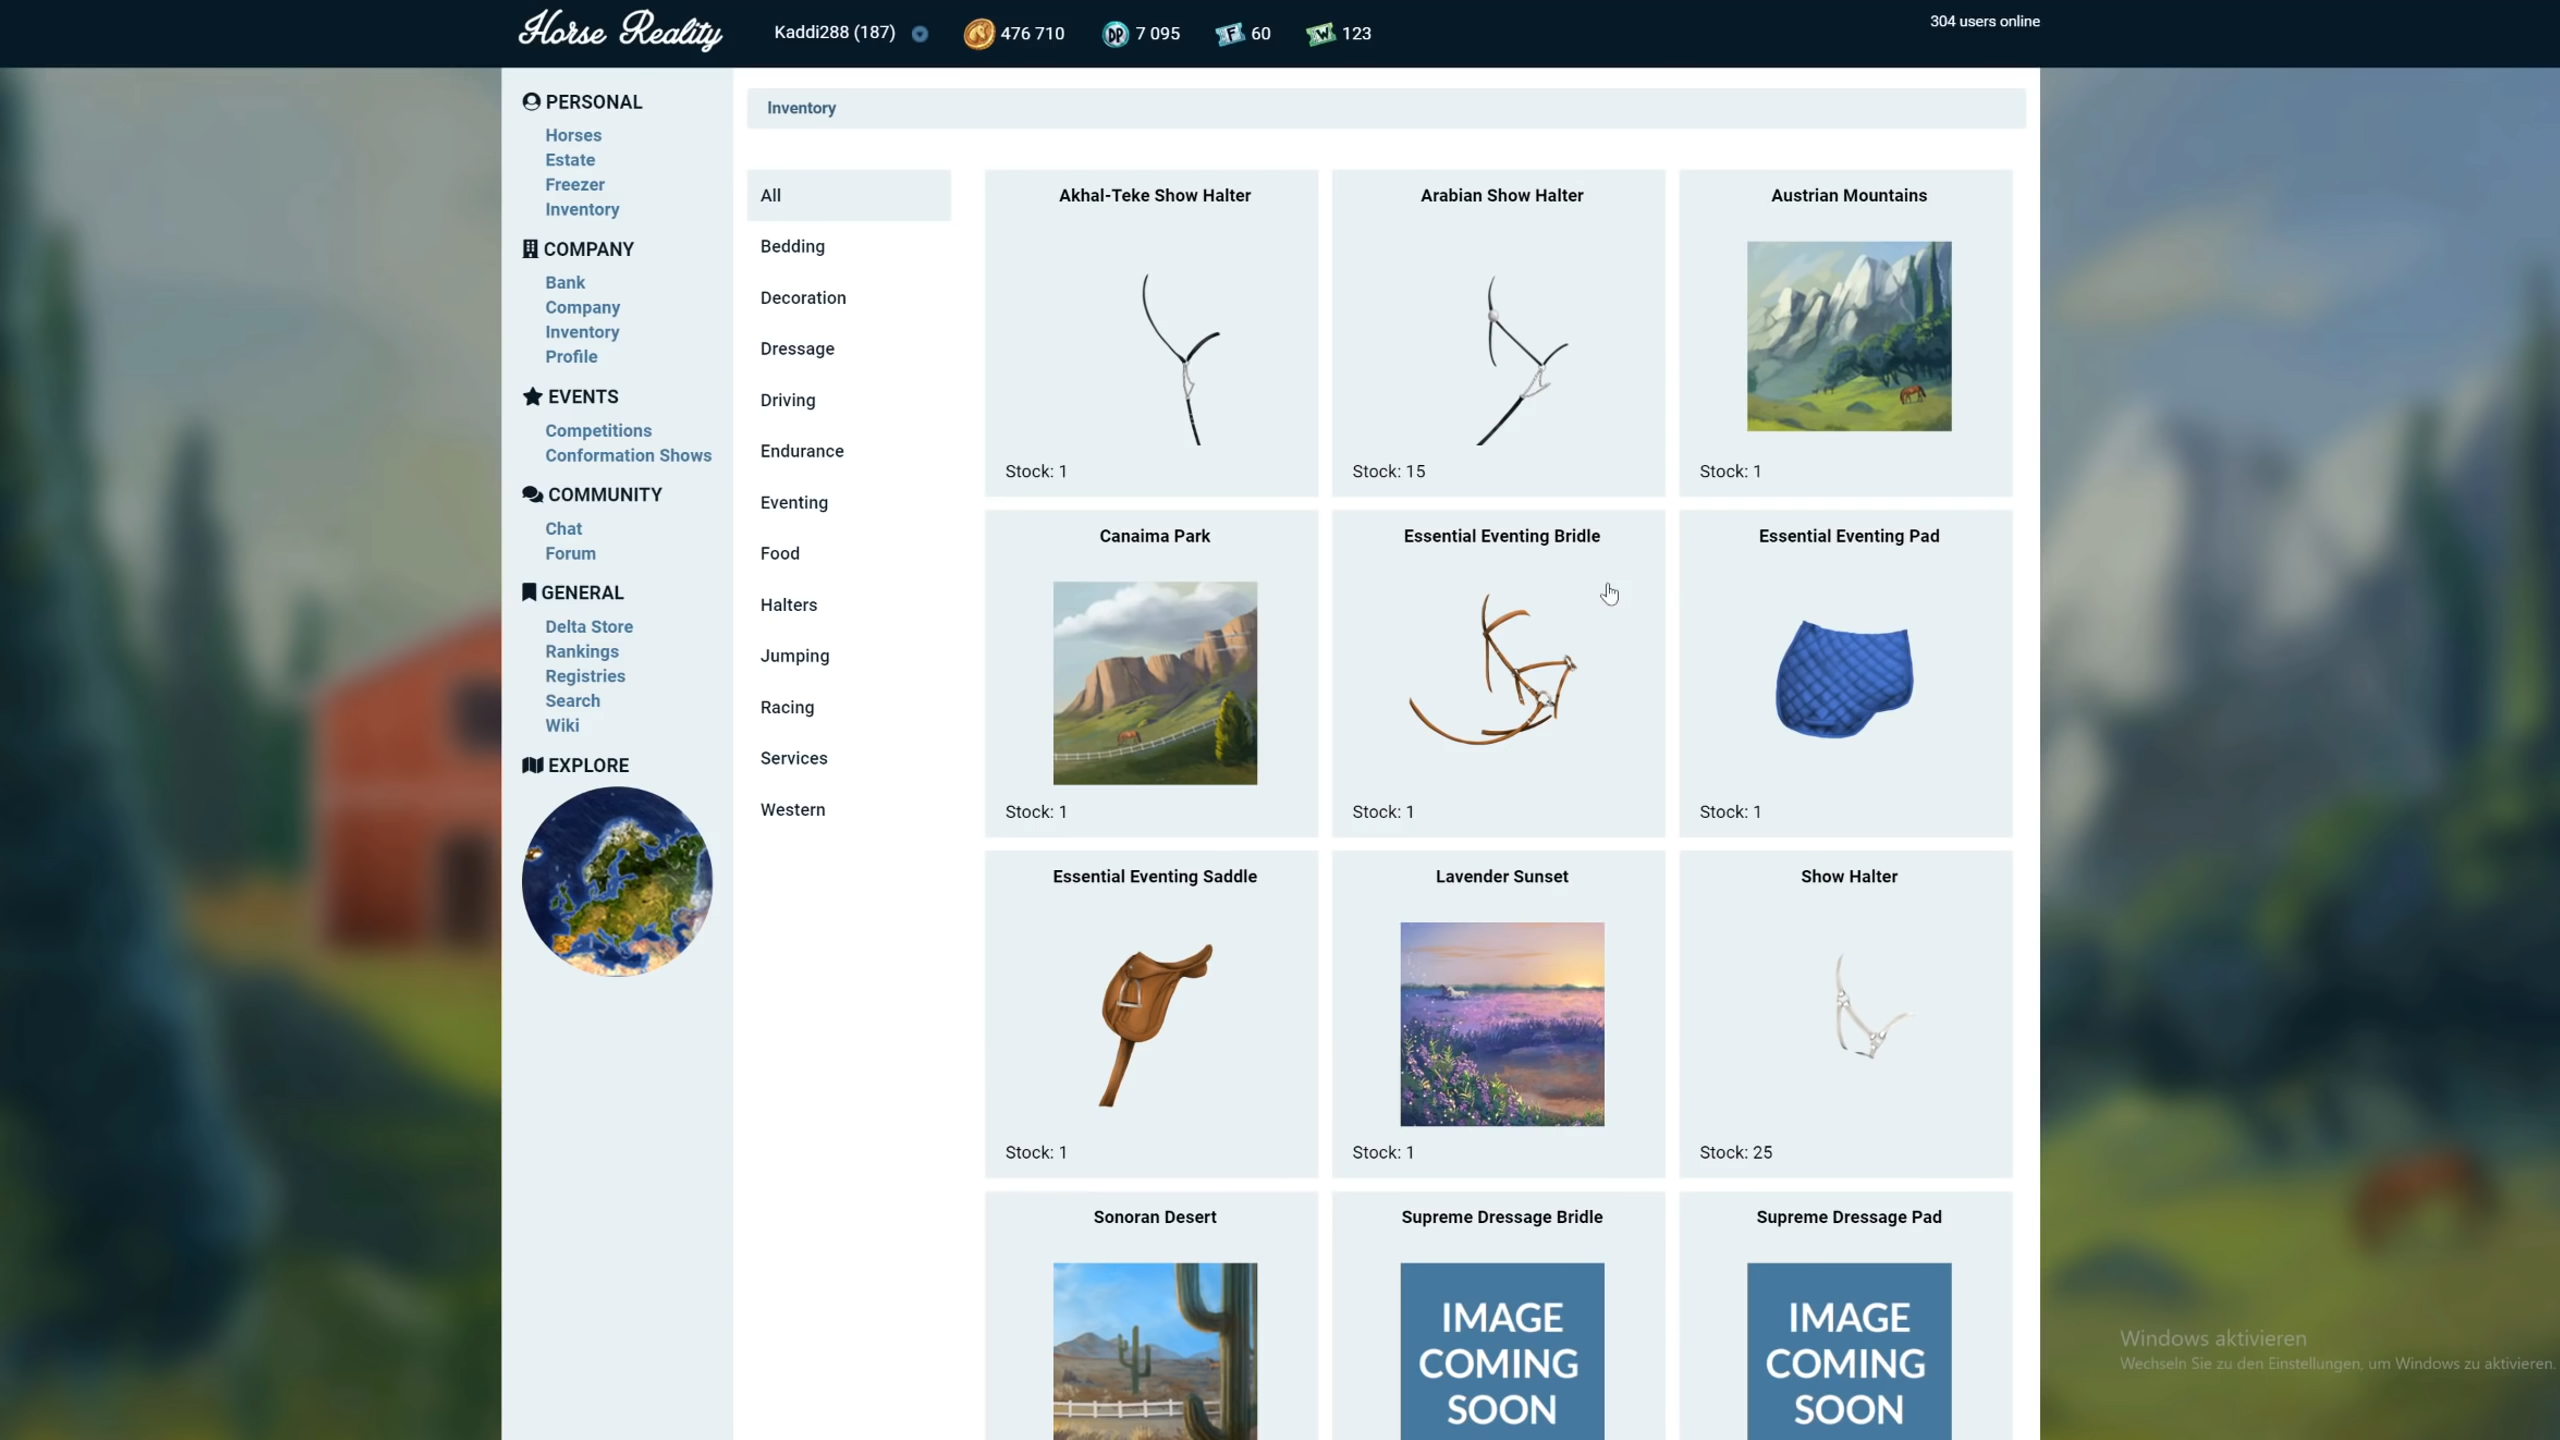 Horse Reality
Kaddi288 (187)
476 710
DP
7 095
F
60
W
123
304 users online
PERSONAL
Horses
Estate
Freezer
Inventory
COMPANY
Bank
Company
Inventory
Profile
EVENTS
Competitions
Conformation Shows
COMMUNITY
Chat
Forum
GENERAL
Delta Store
Rankings
Registries
Search
Wiki
EXPLORE
Inventory
All
Bedding
Decoration
Dressage
Driving
Endurance
Eventing
Food
Halters
Jumping
Racing
Services
Western
Akhal-Teke Show Halter
Stock: 1
Arabian Show Halter
Stock: 15
Austrian Mountains
Stock: 1
Canaima Park
Stock: 1
Essential Eventing Bridle
Stock: 1
Essential Eventing Pad
Stock: 1
Essential Eventing Saddle
Stock: 1
Lavender Sunset
Stock: 1
Show Halter
Stock: 25
Sonoran Desert
Supreme Dressage Bridle
IMAGE
COMING
SOON
Supreme Dressage Pad
IMAGE
COMING
SOON
Windows aktivieren
Wechseln Sie zu den Einstellungen, um Windows zu aktivieren.